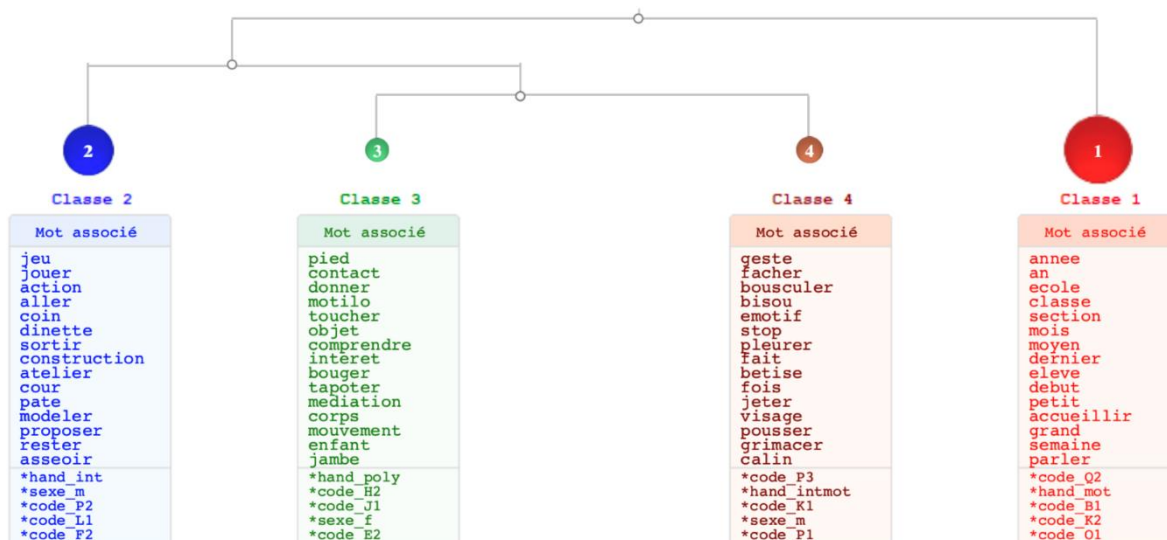 2
3
4
1
Classe 2
Classe 3
Classe 4
Classe 1
Mot associé
jeu
jouer
action
aller
coin
dinette
sortir
construction
atelier
cour
pate
modeler
proposer
rester
asseoir
*hand_int
*sexe_m
*code_P2
*code_L1
*code_F2
Mot associé
pied
contact
donner
motilo
toucher
objet
comprendre
interet
bouger
tapoter
mediation
corps
mouvement
enfant
jambe
*hand_poly
*code_H2
*code_J1
*sexe_f
*code_E2
Mot associé
geste
facher
bousculer
bisou
emotif
stop
pleurer
fait
betise
fois
jeter
visage
pousser
grimacer
calin
*code_P3
*hand_intmot
*code_K1
*sexe_m
*code_P1
Mot associé
annee
an
ecole
classe
section
mois
moyen
dernier
eleve
debut
petit
accueillir
grand
semaine
parler
*code_Q2
*hand_mot
*code_B1
*code_K2
*code_O1